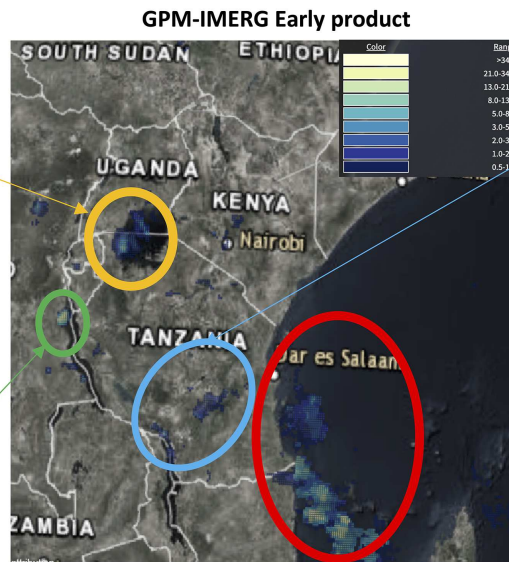 GPM-IMERG Early product
SOUTH SUDAN
ETHIOPI
Color
Rang
>34
21.0-34
13.0-21
8.0-13
5.0-8
3.0-5
2.0-3
1.0-2
0.5-1
UGANDA
KENYA
Nairobi
TANZANIA
Dar es Salaam
ZAMBIA